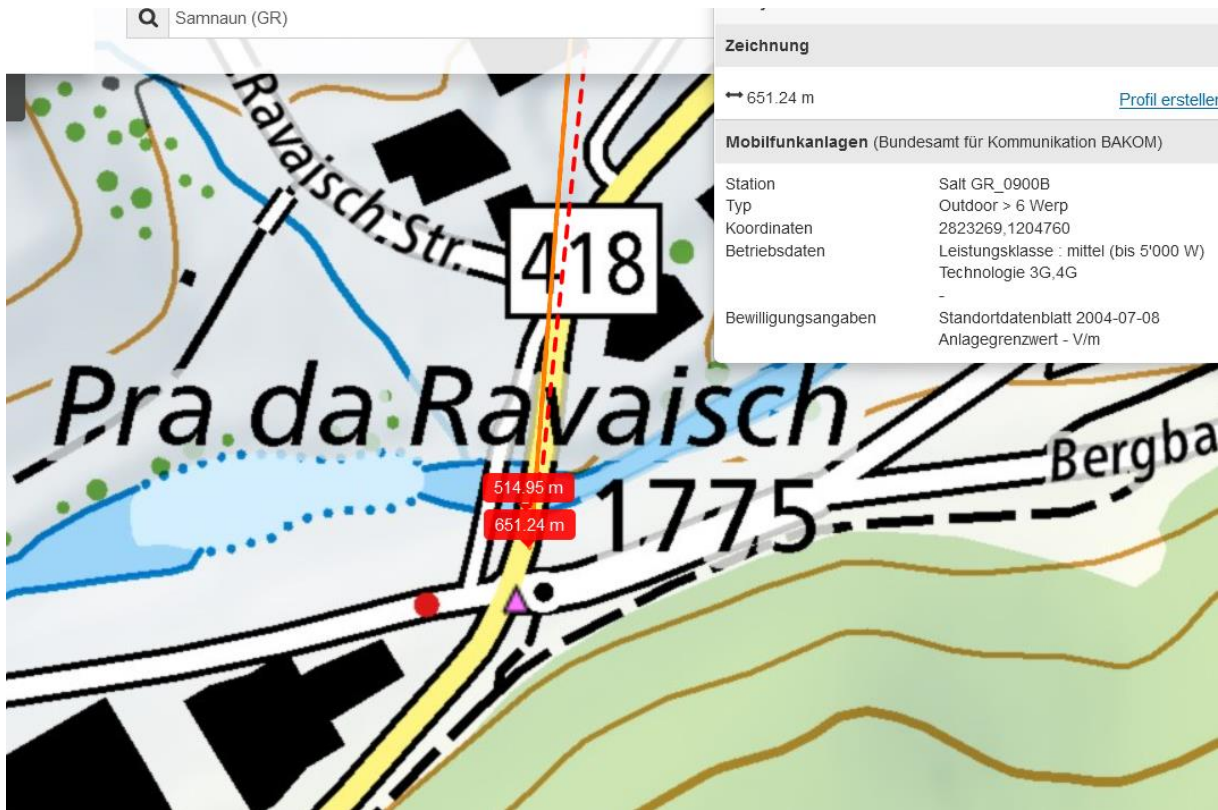 Samnaun (GR)
Zeichnung
651.24 m
Profil ersteller
Mobilfunkanlagen (Bundesamt für Kommunikation BAKOM)
Station Salt GR_0900B
Typ Outdoor > 6 Werp
Koordinaten 2823269,1204760
Betriebsdaten Leistungsklasse : mittel (bis 5'000 W)
Technologie 3G,4G
-
Bewilligungsangaben Standortdatenblatt 2004-07-08
Anlagegrenzwert - V/m
Ravaisch Str.
418
Pra da Ravaisch
Bergba
514.95 m
1775
651.24 m